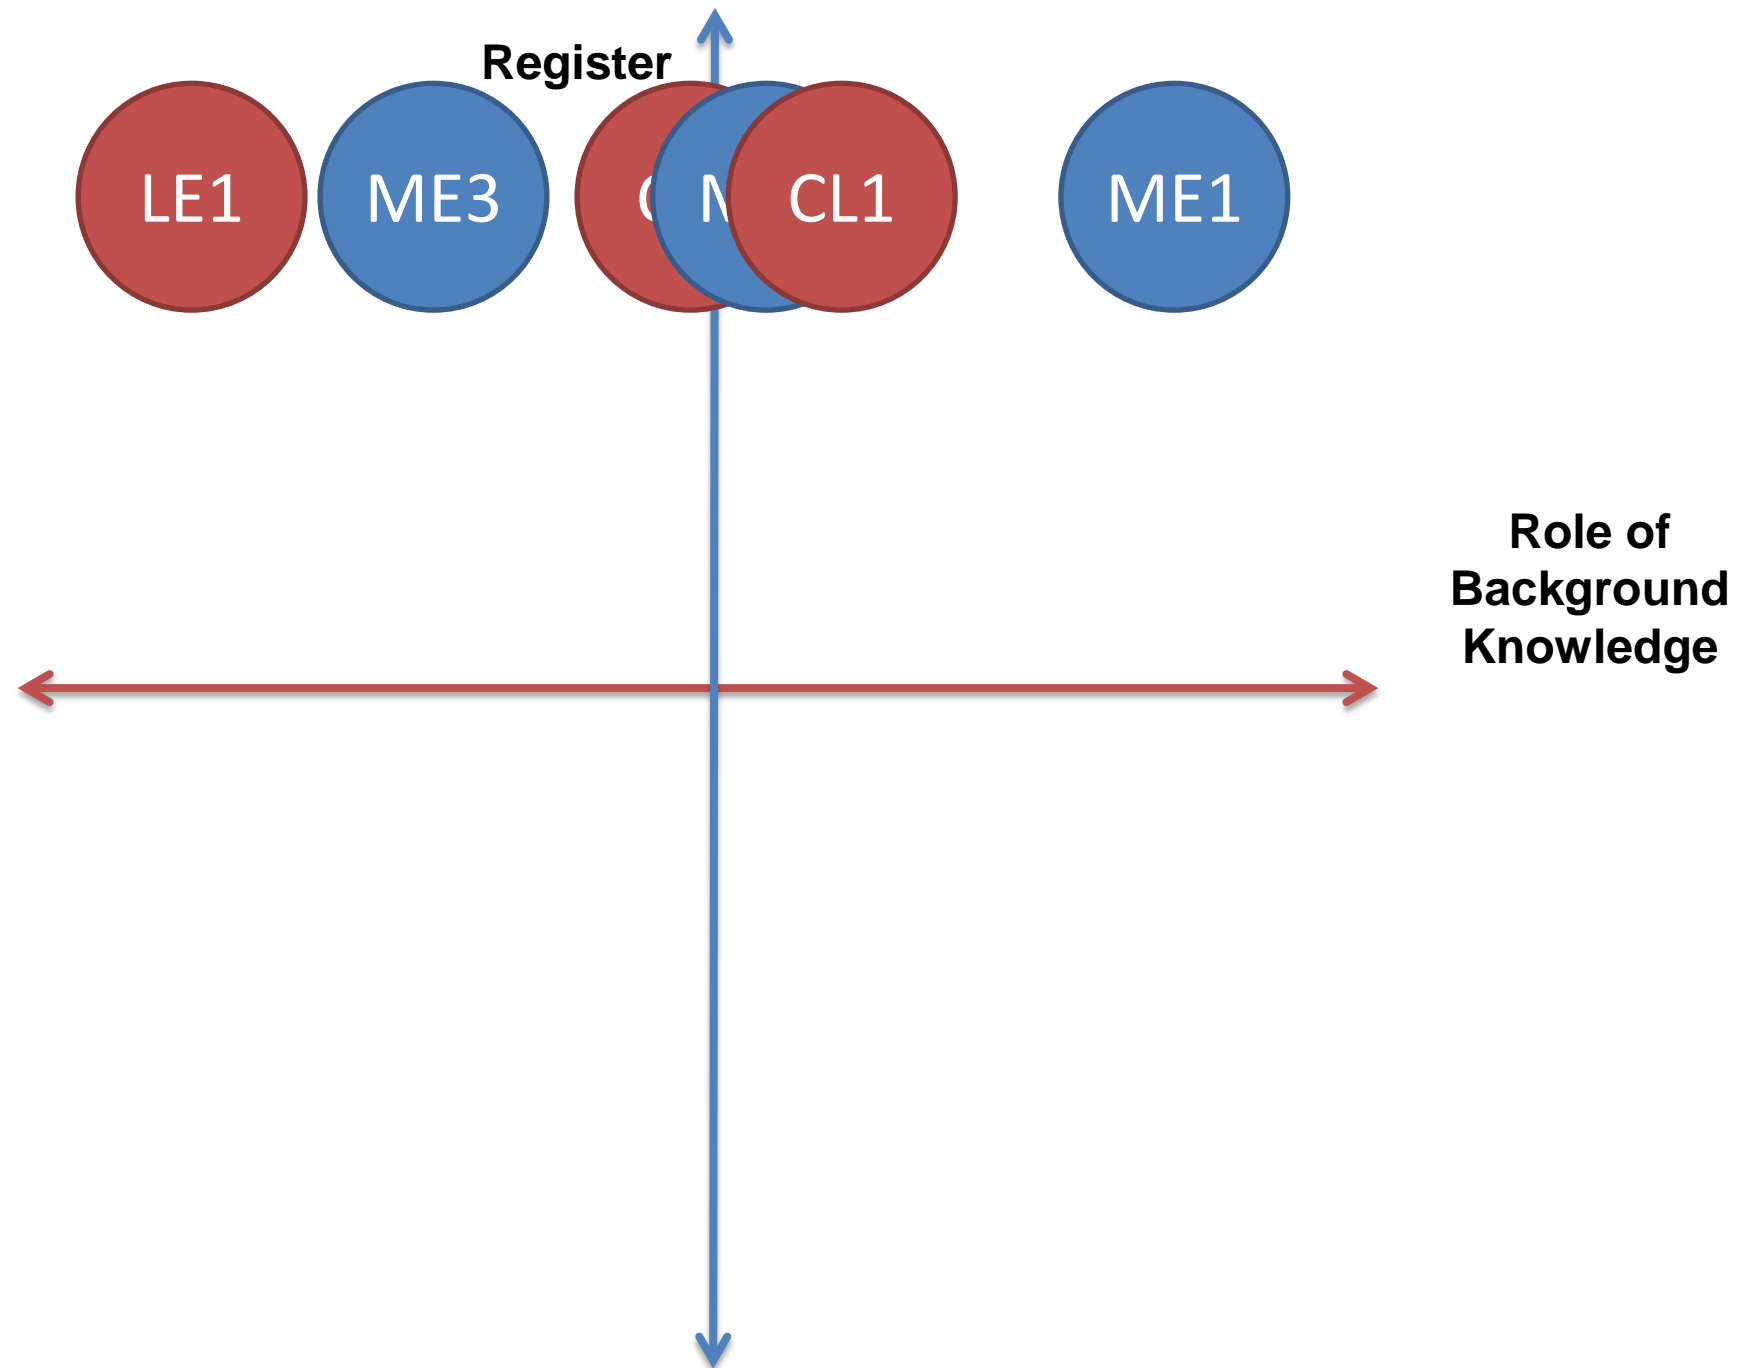 Register
LE1 ME3 CL1 ME1
Role of
Background
Knowledge